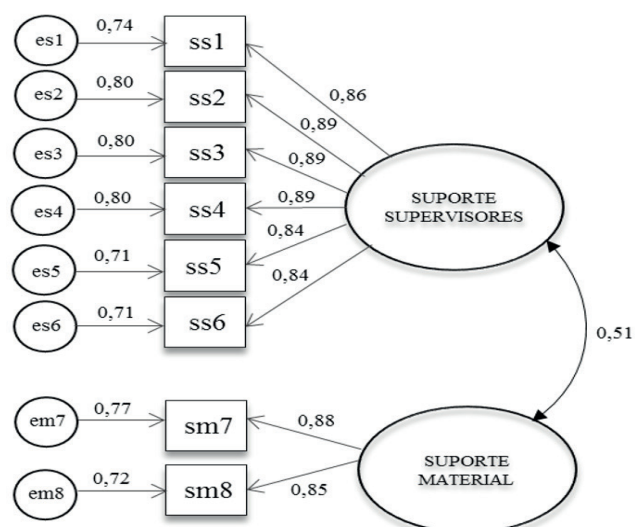 es1 0,74 ss1
0,86
es2 0,80 ss2
0,89
es3 0,80 ss3
0,89
es4 0,80 ss4 0,89
SUPORTE
SUPERVISORES
es5 0,71 ss5 0,84
es6 0,71 ss6 0,84
0,51
em7 0,77 sm7 0,88
em8 0,72 sm8 0,85
SUPORTE
MATERIAL